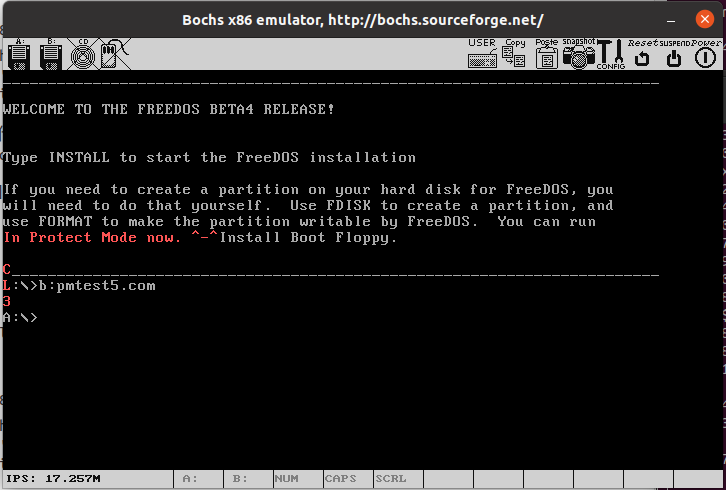 Bochs x86 emulator, http://bochs.sourceforge.net/
A: B: CD USER Copy Paste snapshot CONFIG Reset SUSPEND Power
WELCOME TO THE FREEDOS BETA4 RELEASE!
Type INSTALL to start the FreeDOS installation
If you need to create a partition on your hard disk for FreeDOS, you
will need to do that yourself.  Use FDISK to create a partition, and
use FORMAT to make the partition writable by FreeDOS.  You can run
In Protect Mode now. ^-^Install Boot Floppy.
C_______________________________________________________________________________
L:\>b:pmtest5.com
3
A:\>
IPS: 17.257M A: B: NUM CAPS SCRL